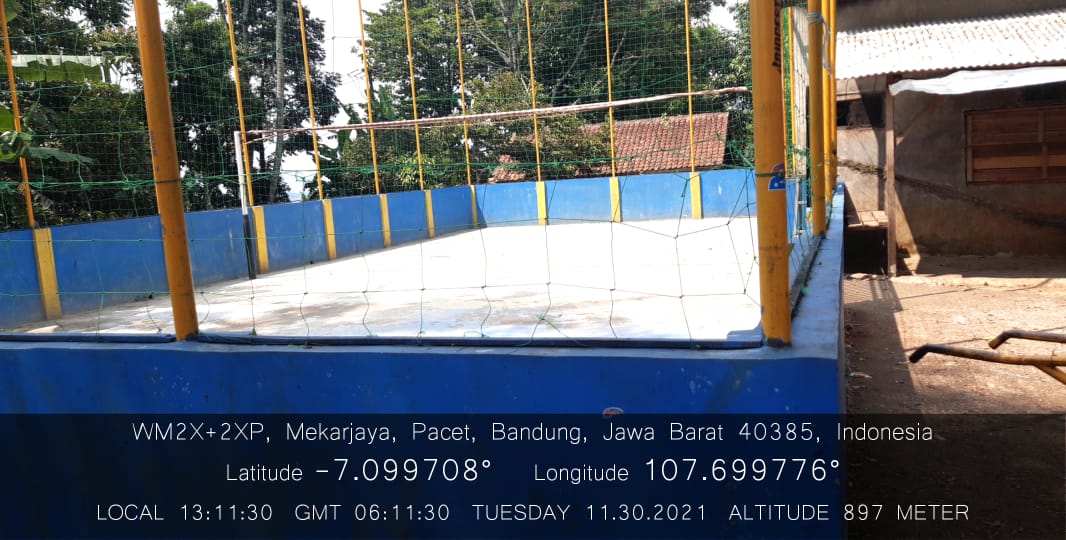 WM2X+2XP, Mekarjaya, Pacet, Bandung, Jawa Barat 40385, Indonesia
Latitude -7.099708° Longitude 107.699776°
LOCAL 13:11:30 GMT 06:11:30 TUESDAY 11.30.2021 ALTITUDE 897 METER